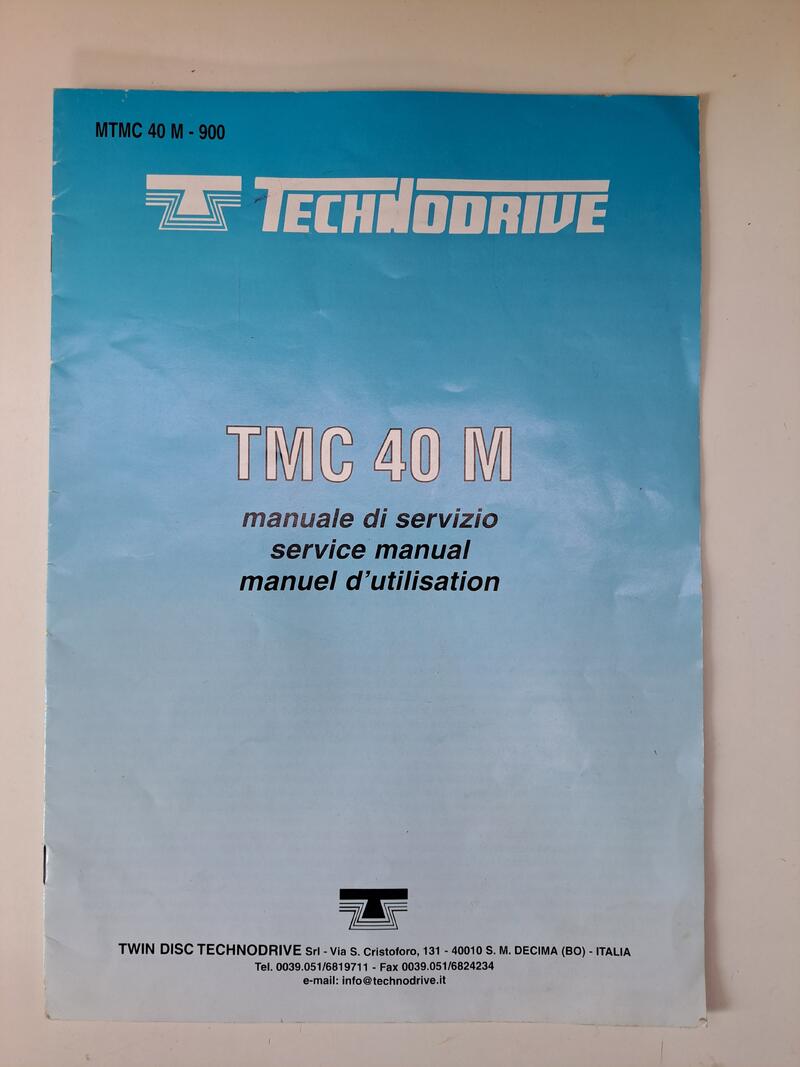 MTMC 40 M - 900
TECHNODRIVE
TMC 40 M
manuale di servizio
service manual
manuel d'utilisation
TWIN DISC TECHNODRIVE Srl - Via S. Cristoforo, 131 - 40010 S. M. DECIMA (BO) - ITALIA
Tel. 0039.051/6819711 - Fax 0039.051/6824234
e-mail: info@technodrive.it